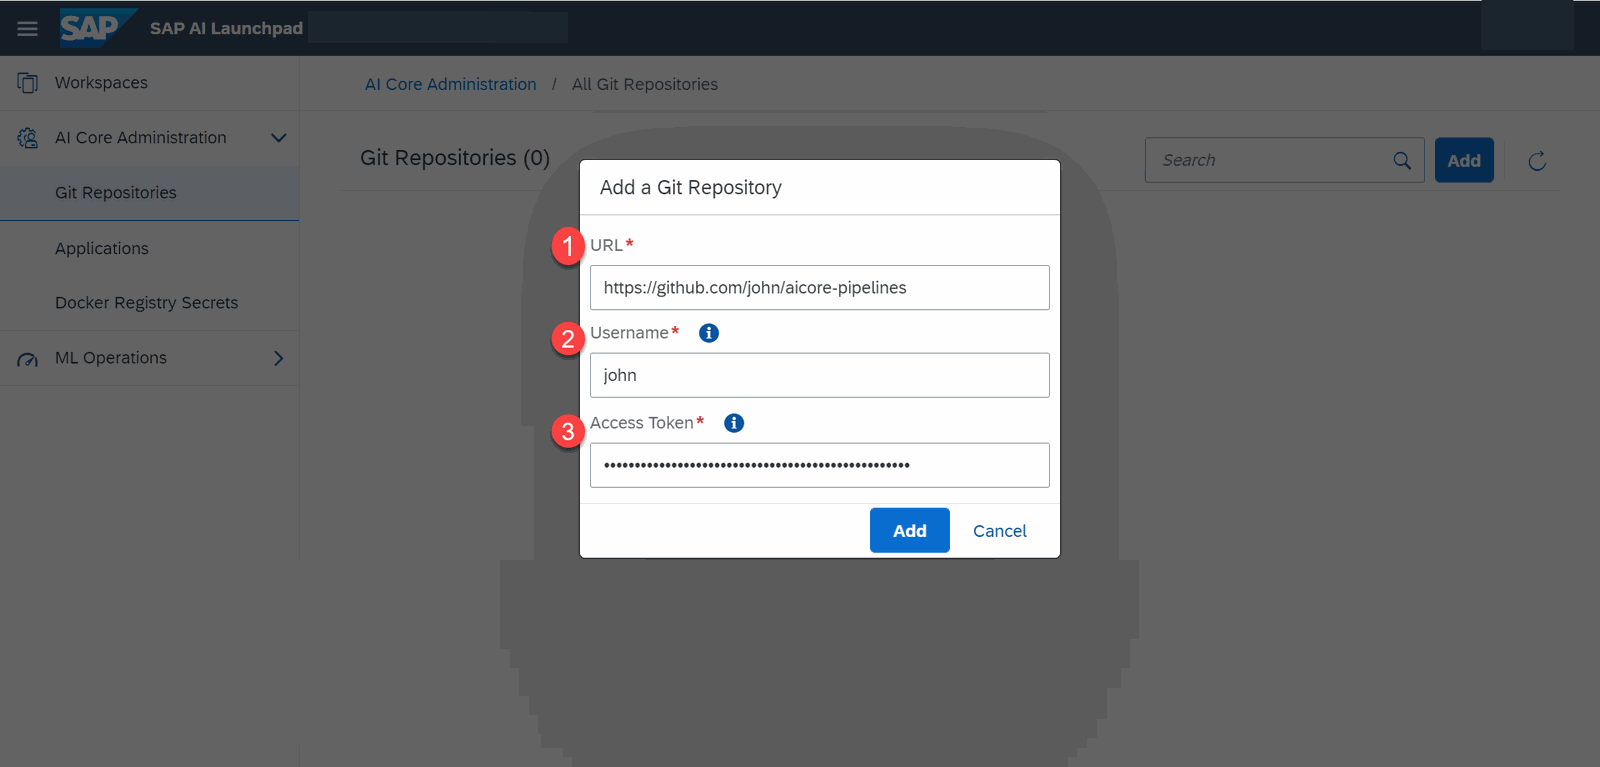 SAP SAP AI Launchpad
Workspaces
AI Core Administration / All Git Repositories
AI Core Administration
Git Repositories
Applications
Docker Registry Secrets
ML Operations
Git Repositories (0)
Search
Add
Add a Git Repository
1 URL*
https://github.com/john/aicore-pipelines
2 Username* i
john
3 Access Token* i
••••••••••••••••••••••••••••••••••••••••••••••••••
Add Cancel